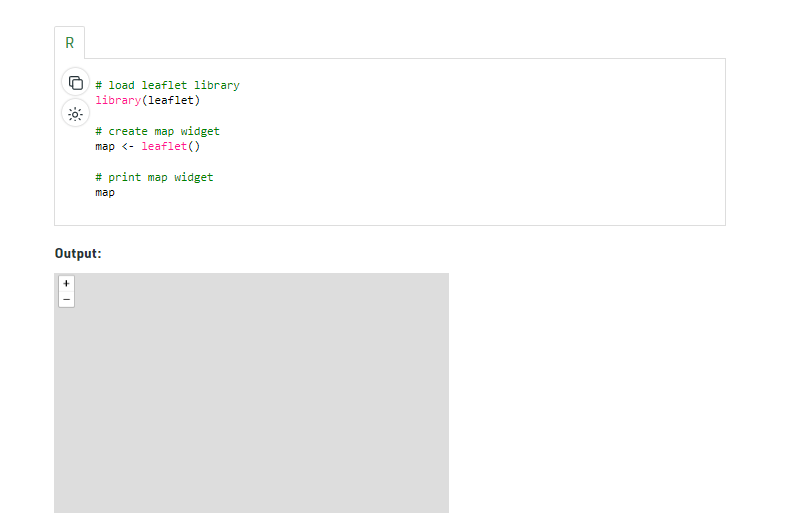 R
# load leaflet library
library(leaflet)
# create map widget
map <- leaflet()
# print map widget
map
Output:
+
−